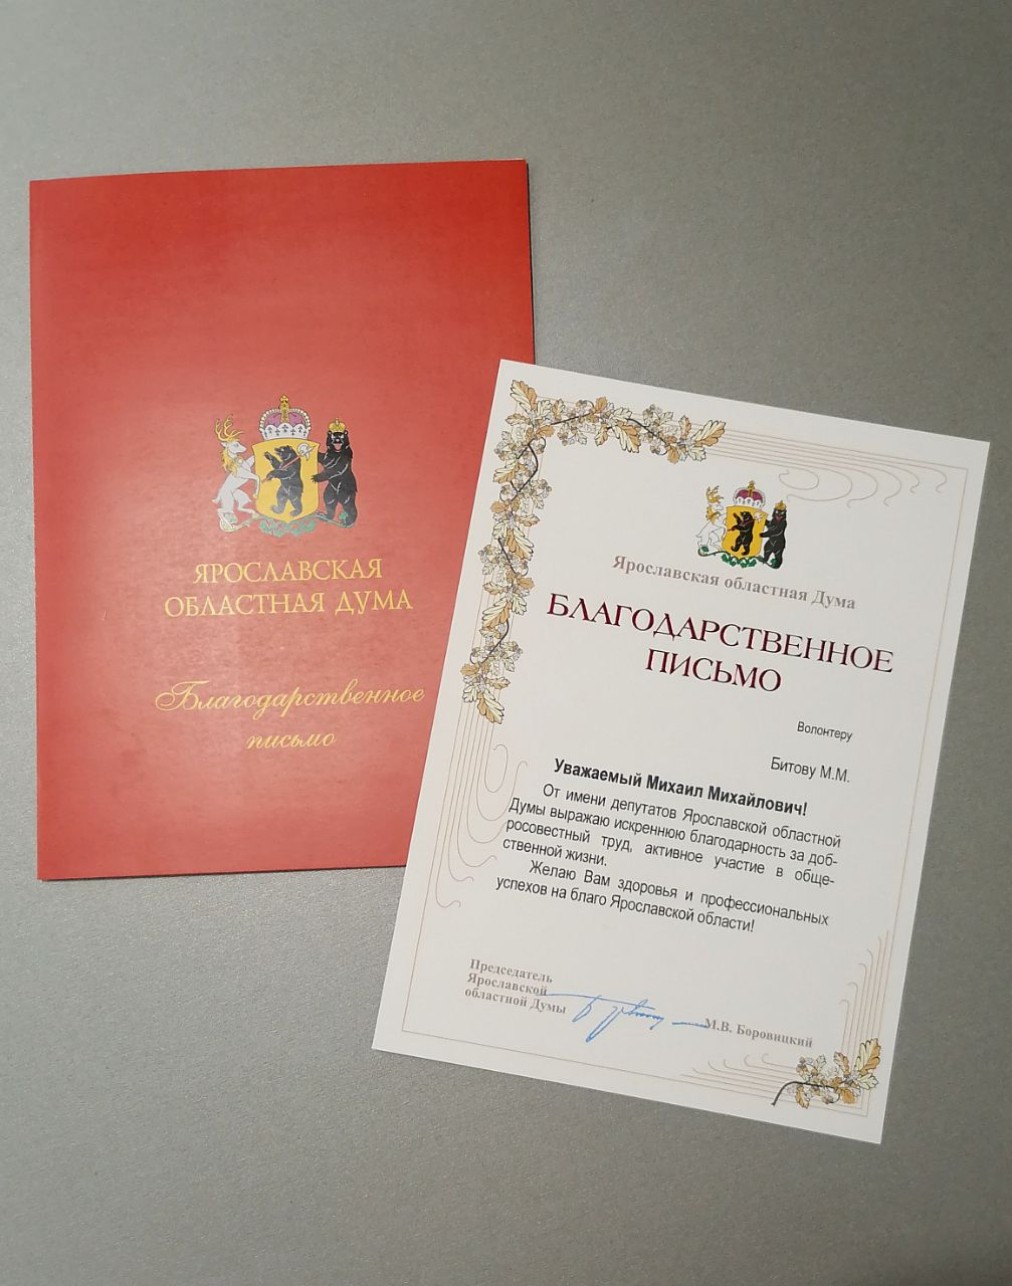 ЯРОСЛАВСКАЯ
ОБЛАСТНАЯ ДУМА
Благодарственное
письмо
Ярославская областная Дума
БЛАГОДАРСТВЕННОЕ
ПИСЬМО
Волонтеру
Битову М.М.
Уважаемый Михаил Михайлович!
От имени депутатов Ярославской областной
Думы выражаю искреннюю благодарность за доб-
росовестный труд, активное участие в обще-
ственной жизни.
Желаю Вам здоровья и профессиональных
успехов на благо Ярославской области!
Председатель
Ярославской
областной Думы
М.В. Боровицкий